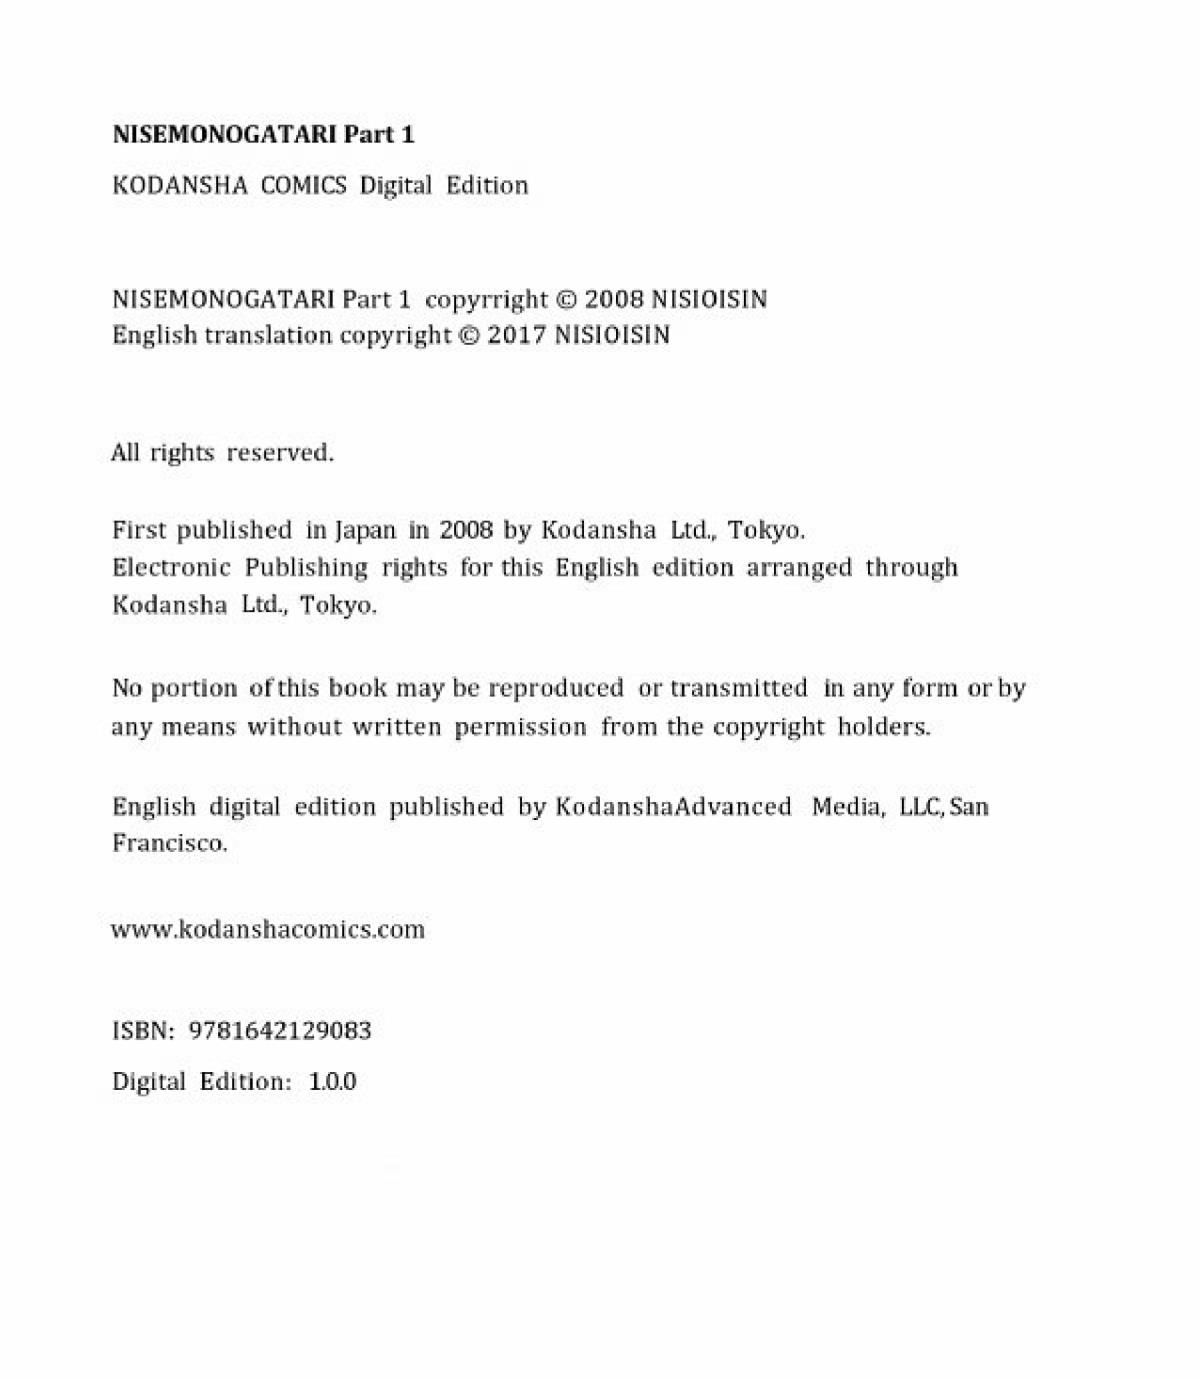 NISEMONOGATARI Part 1
KODANSHA COMICS Digital Edition
NISEMONOGATARI Part 1 copyrright © 2008 NISIOISIN
English translation copyright © 2017 NISIOISIN
All rights reserved.
First published in Japan in 2008 by Kodansha Ltd., Tokyo.
Electronic Publishing rights for this English edition arranged through
Kodansha Ltd., Tokyo.
No portion of this book may be reproduced or transmitted in any form or by
any means without written permission from the copyright holders.
English digital edition published by KodanshaAdvanced Media, LLC, San
Francisco.
www.kodanshacomics.com
ISBN: 9781642129083
Digital Edition: 1.0.0